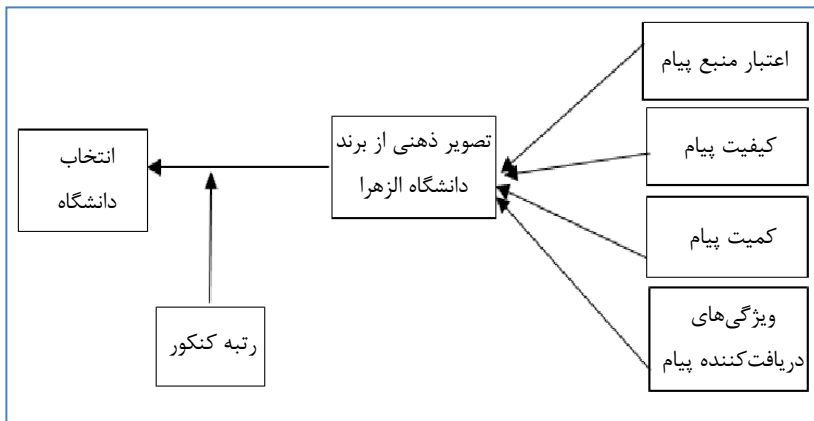 اعتبار منبع پیام
کیفیت پیام
کمیت پیام
ویژگی‌های
دریافت‌کننده پیام
تصویر ذهنی از برند
دانشگاه الزهرا
انتخاب
دانشگاه
رتبه کنکور